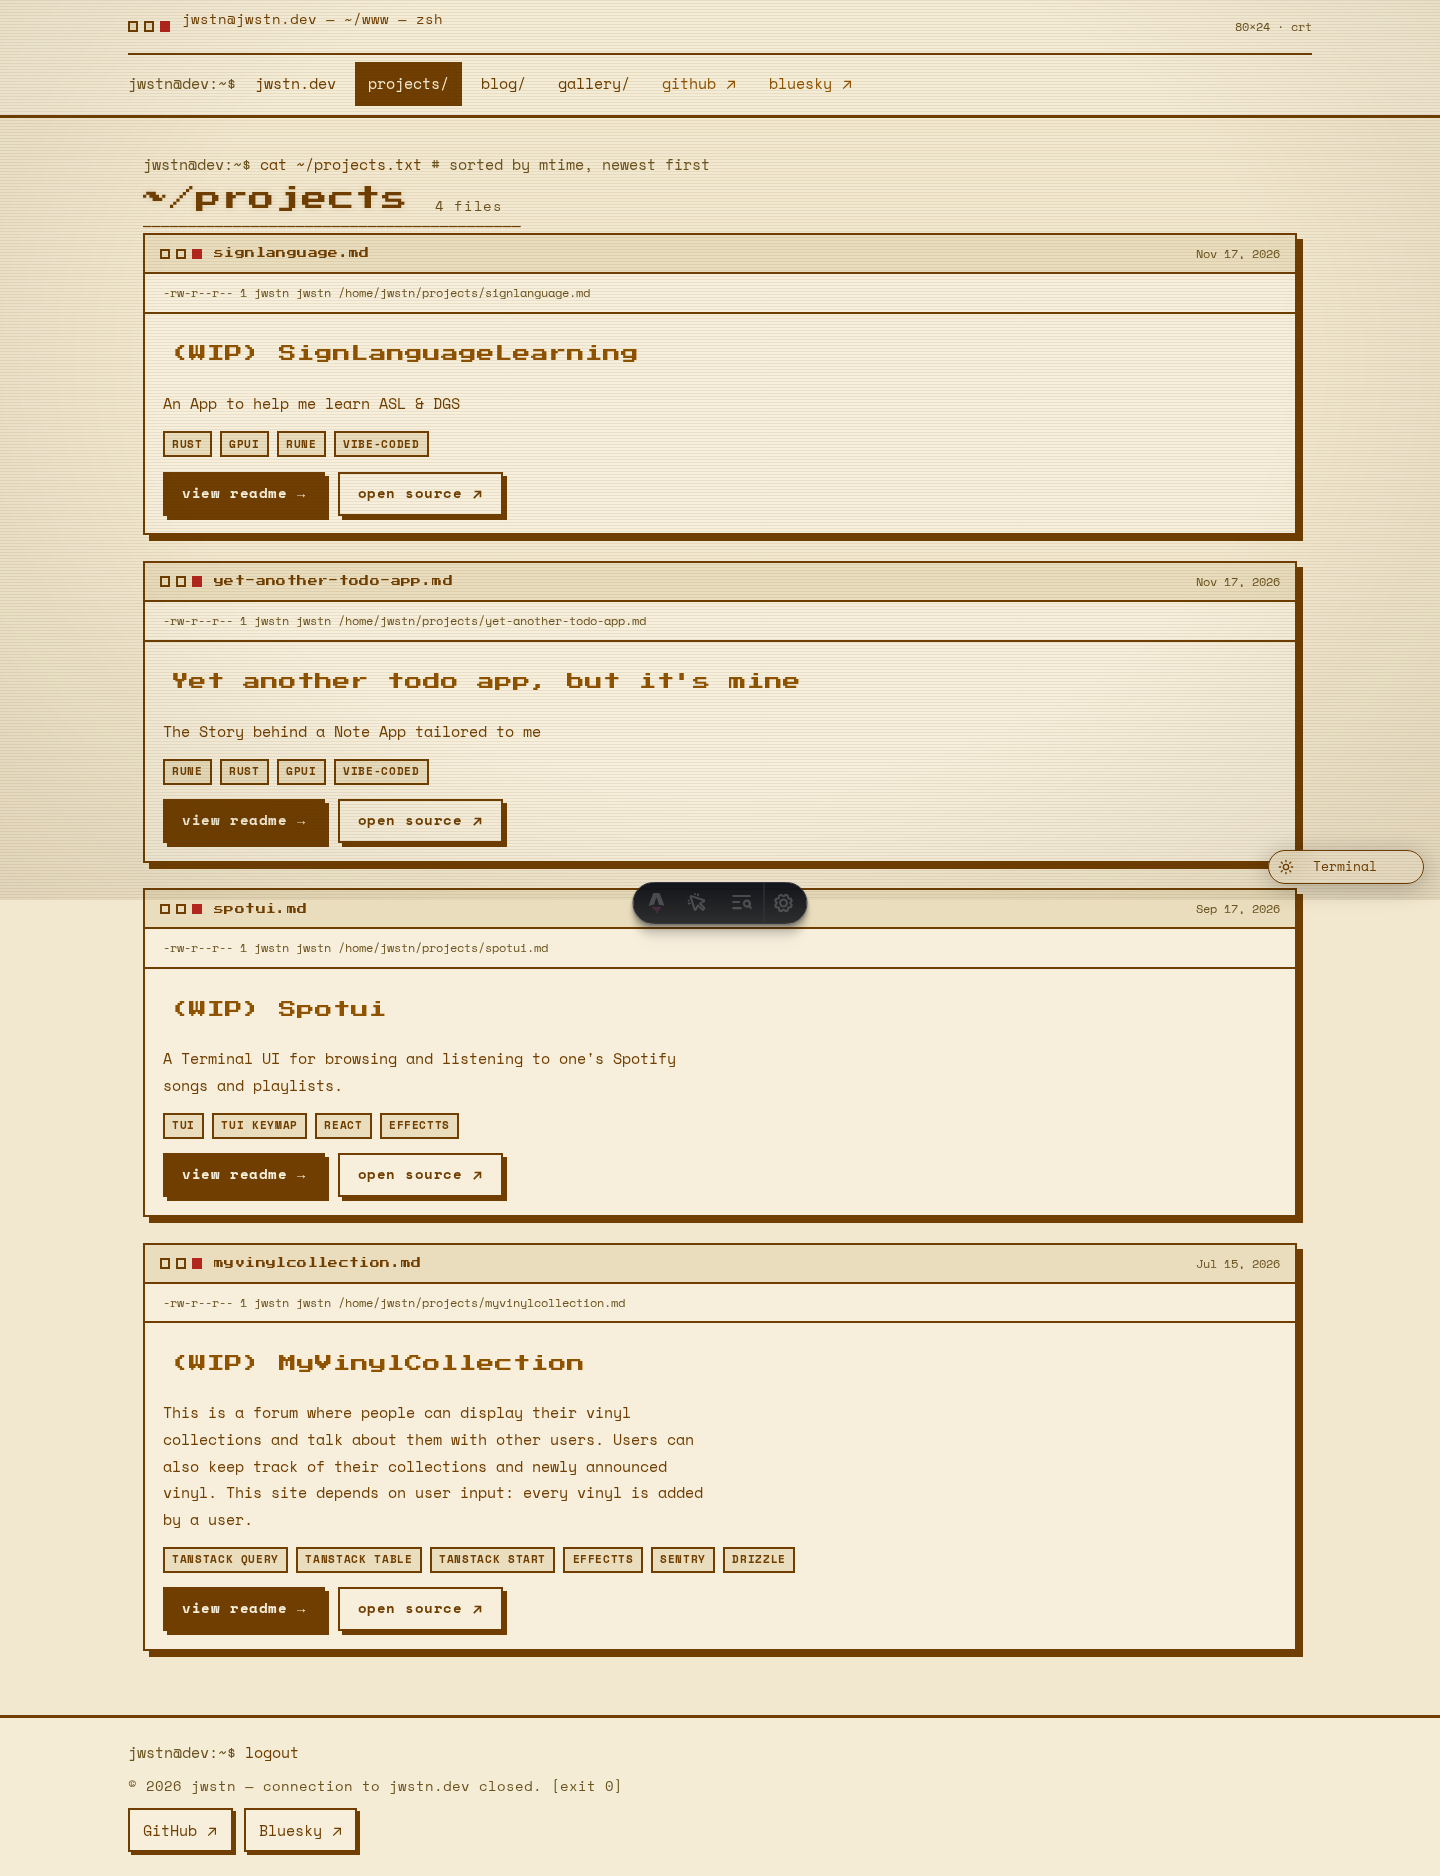 jwstn@jwstn.dev — ~/www — zsh
80×24 · crt
jwstn@dev:~$ jwstn.dev projects/ blog/ gallery/ github ↗ bluesky ↗
jwstn@dev:~$ cat ~/projects.txt # sorted by mtime, newest first
~/projects 4 files
signlanguage.md Nov 17, 2026
-rw-r--r-- 1 jwstn jwstn /home/jwstn/projects/signlanguage.md
(WIP) SignLanguageLearning
An App to help me learn ASL & DGS
RUST GPUI RUNE VIBE-CODED
view readme → open source ↗
yet-another-todo-app.md Nov 17, 2026
-rw-r--r-- 1 jwstn jwstn /home/jwstn/projects/yet-another-todo-app.md
Yet another todo app, but it's mine
The Story behind a Note App tailored to me
RUNE RUST GPUI VIBE-CODED
view readme → open source ↗
Terminal
spotui.md Sep 17, 2026
-rw-r--r-- 1 jwstn jwstn /home/jwstn/projects/spotui.md
(WIP) Spotui
A Terminal UI for browsing and listening to one's Spotify
songs and playlists.
TUI TUI KEYMAP REACT EFFECTTS
view readme → open source ↗
myvinylcollection.md Jul 15, 2026
-rw-r--r-- 1 jwstn jwstn /home/jwstn/projects/myvinylcollection.md
(WIP) MyVinylCollection
This is a forum where people can display their vinyl
collections and talk about them with other users. Users can
also keep track of their collections and newly announced
vinyl. This site depends on user input: every vinyl is added
by a user.
TANSTACK QUERY TANSTACK TABLE TANSTACK START EFFECTTS SENTRY DRIZZLE
view readme → open source ↗
jwstn@dev:~$ logout
© 2026 jwstn — connection to jwstn.dev closed. [exit 0]
GitHub ↗ Bluesky ↗